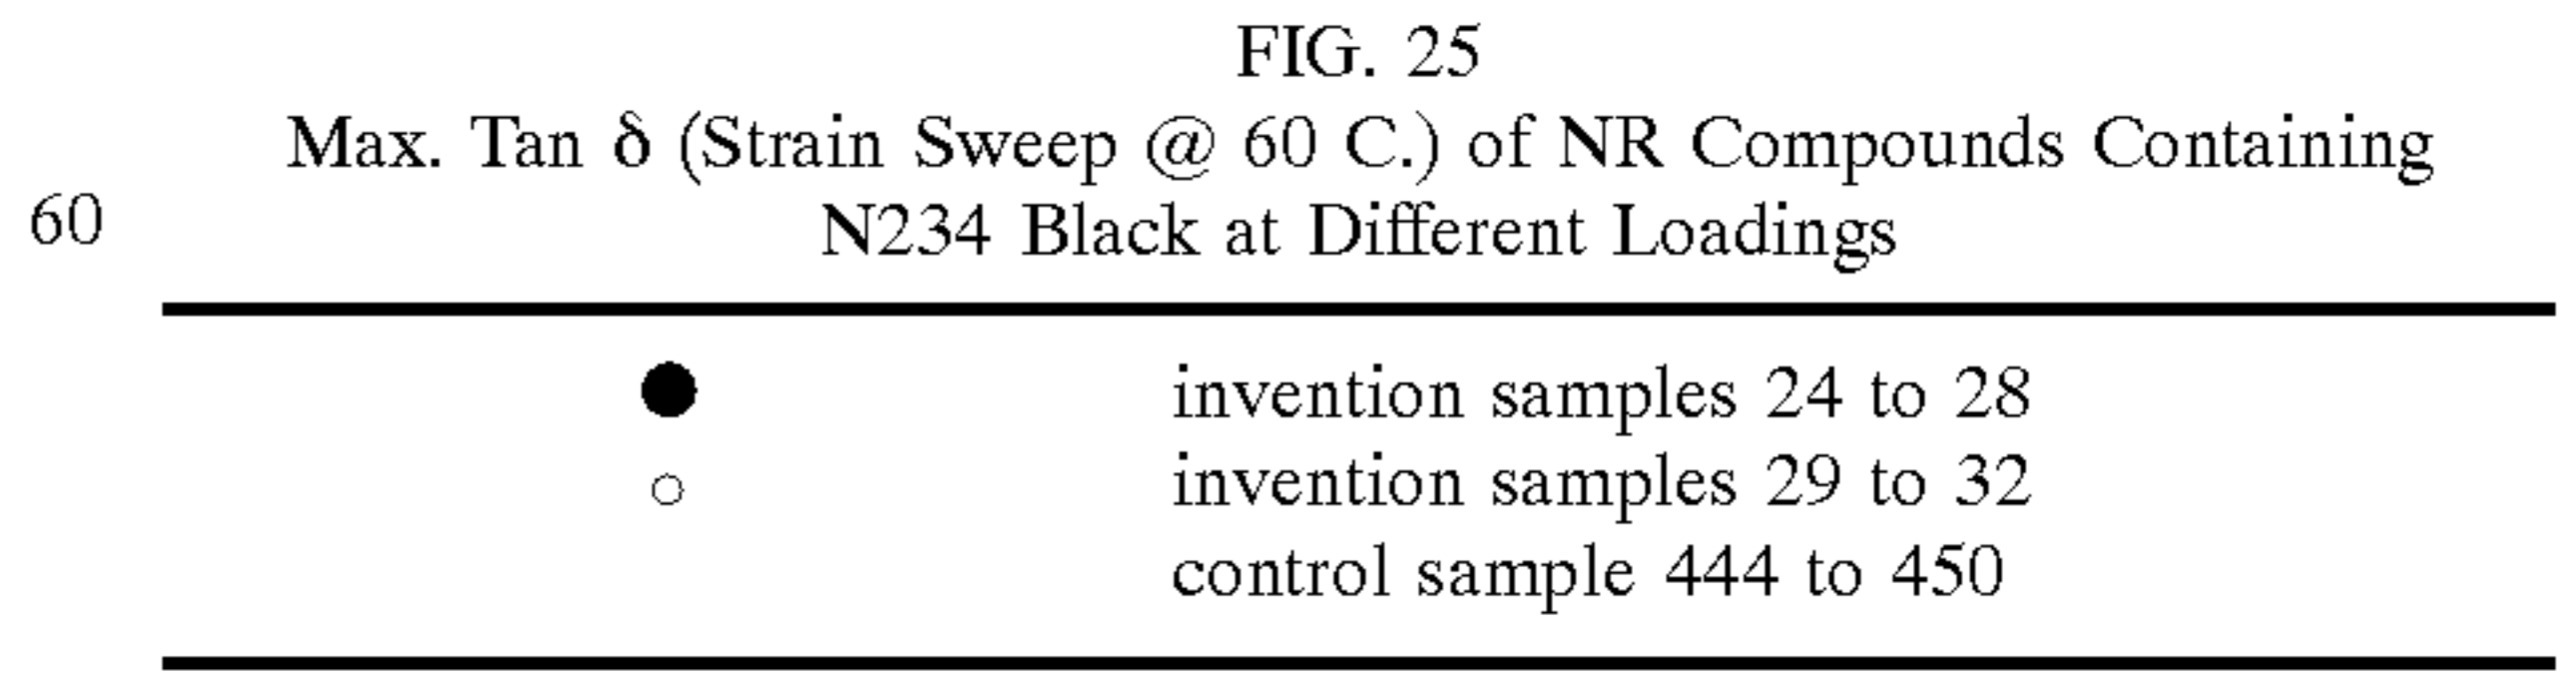 FIG. 25
Max. Tan δ (Strain Sweep @ 60 C.) of NR Compounds Containing
60
N234 Black at Different Loadings
● invention samples 24 to 28
○ invention samples 29 to 32
control sample 444 to 450